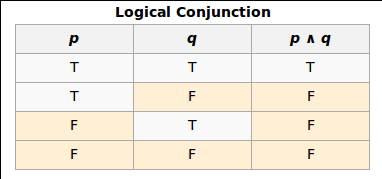 Logical Conjunction
p q p ∧ q
T T T
T F F
F T F
F F F